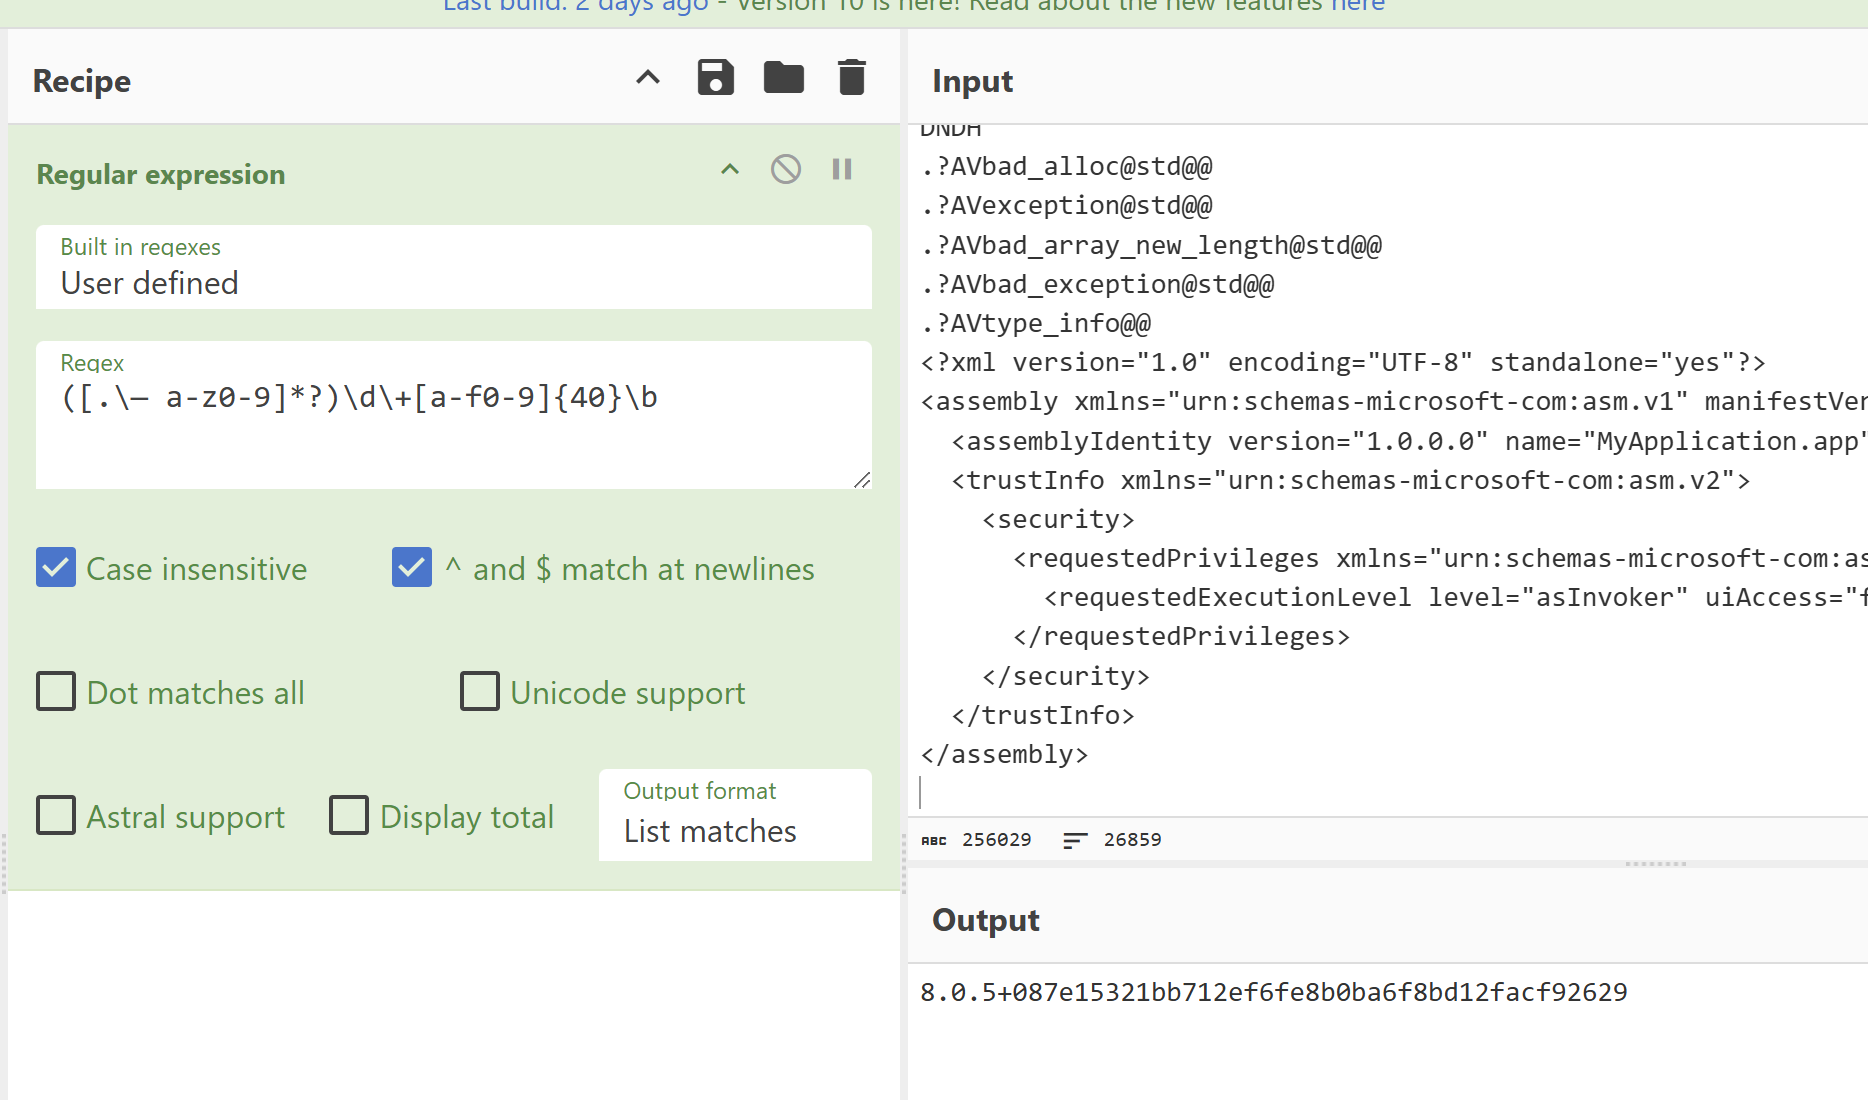 Last build: 2 days ago - Version 10 is here! Read about the new features here
Recipe
Regular expression
Built in regexes
User defined
Regex
([.\— a-z0-9]*?)\d\+[a-f0-9]{40}\b
Case insensitive
^ and $ match at newlines
Dot matches all
Unicode support
Astral support
Display total
Output format
List matches
Input
DNDH
.?AVbad_alloc@std@@
.?AVexception@std@@
.?AVbad_array_new_length@std@@
.?AVbad_exception@std@@
.?AVtype_info@@
<?xml version="1.0" encoding="UTF-8" standalone="yes"?>
<assembly xmlns="urn:schemas-microsoft-com:asm.v1" manifestVer
<assemblyIdentity version="1.0.0.0" name="MyApplication.app"
<trustInfo xmlns="urn:schemas-microsoft-com:asm.v2">
<security>
<requestedPrivileges xmlns="urn:schemas-microsoft-com:as
<requestedExecutionLevel level="asInvoker" uiAccess="f
</requestedPrivileges>
</security>
</trustInfo>
</assembly>
ABC 256029 26859
Output
8.0.5+087e15321bb712ef6fe8b0ba6f8bd12facf92629